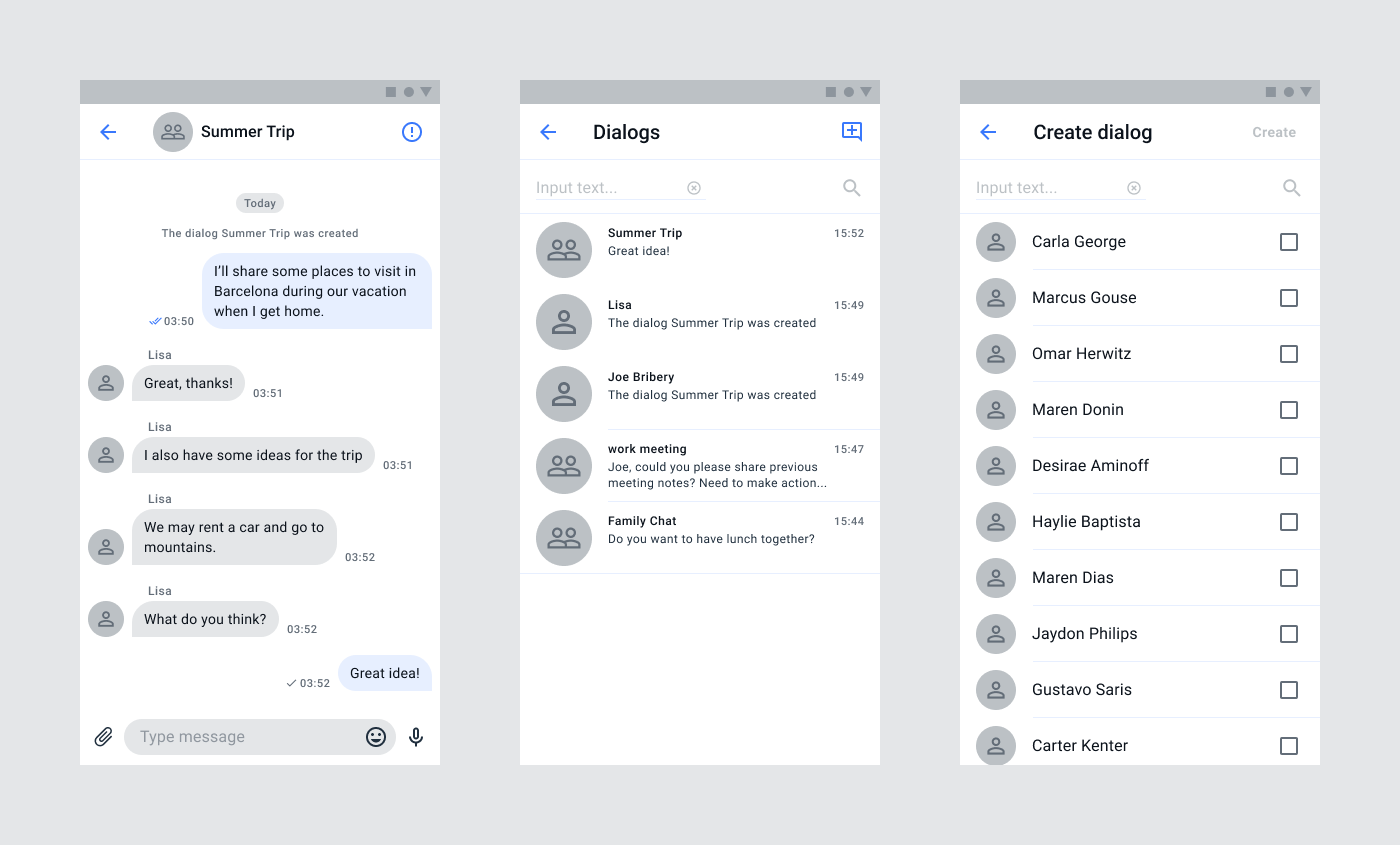 Summer Trip
Today
The dialog Summer Trip was created
I’ll share some places to visit in
Barcelona during our vacation
when I get home.
03:50
Lisa
Great, thanks!
03:51
Lisa
I also have some ideas for the trip
03:51
Lisa
We may rent a car and go to
mountains.
03:52
Lisa
What do you think?
03:52
Great idea!
03:52
Type message
Dialogs
Input text...
Summer Trip
15:52
Great idea!
Lisa
15:49
The dialog Summer Trip was created
Joe Bribery
15:49
The dialog Summer Trip was created
work meeting
15:47
Joe, could you please share previous
meeting notes? Need to make action...
Family Chat
15:44
Do you want to have lunch together?
Create dialog
Create
Input text...
Carla George
Marcus Gouse
Omar Herwitz
Maren Donin
Desirae Aminoff
Haylie Baptista
Maren Dias
Jaydon Philips
Gustavo Saris
Carter Kenter